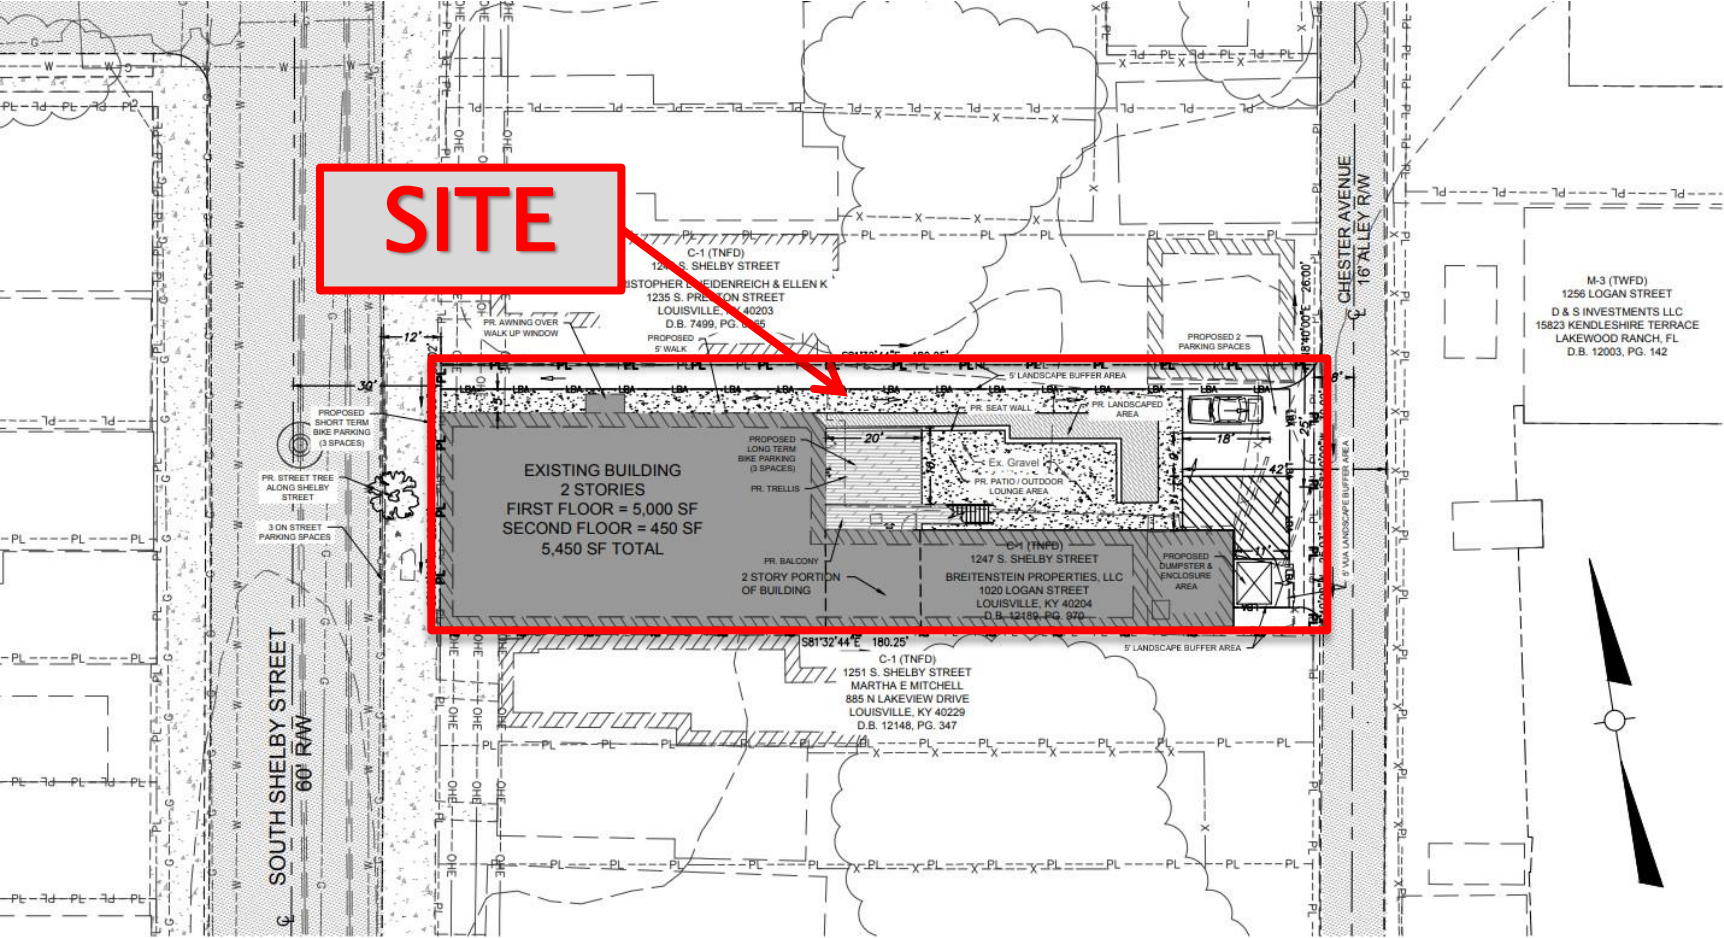 SITE
C-1 (TNFD)
S. SHELBY STREET
EIDENREICH & ELLEN K
1235 S. PRESTON STREET
LOUISVILLE, KY 40203
D.B. 7499, PG.
PR. AWNING OVER
WALK UP WINDOW
PROPOSED
5' WALK
12'
30'
PROPOSED 2
PARKING SPACES
CHESTER AVENUE
16' ALLEY R/W
M-3 (TWFD)
1256 LOGAN STREET
D & S INVESTMENTS LLC
15823 KENDLESHIRE TERRACE
LAKEWOOD RANCH, FL
D.B. 12003, PG. 142
5' LANDSCAPE BUFFER AREA
PR. SEAT WALL
PR. LANDSCAPED
AREA
PROPOSED
SHORT TERM
BIKE PARKING
(3 SPACES)
PR. STREET TREE
ALONG SHELBY
STREET
3 ON STREET
PARKING SPACES
EXISTING BUILDING
2 STORIES
FIRST FLOOR = 5,000 SF
SECOND FLOOR = 450 SF
5,450 SF TOTAL
PROPOSED
LONG TERM
BIKE PARKING
(3 SPACES)
PR. TRELLIS
20'
Ex. Gravel
PR. PATIO / OUTDOOR
LOUNGE AREA
18'
42'
25'
11'
PR. BALCONY
2 STORY PORTION
OF BUILDING
C-1 (TNFD)
1247 S. SHELBY STREET
BREITENSTEIN PROPERTIES, LLC
1020 LOGAN STREET
LOUISVILLE, KY 40204
D.B. 12189, PG. 970
PROPOSED
DUMPSTER &
ENCLOSURE
AREA
5' VUA LANDSCAPE BUFFER AREA
S81°32'44"E 180.25'
5' LANDSCAPE BUFFER AREA
C-1 (TNFD)
1251 S. SHELBY STREET
MARTHA E MITCHELL
885 N LAKEVIEW DRIVE
LOUISVILLE, KY 40229
D.B. 12148, PG. 347
SOUTH SHELBY STREET
60' R/W